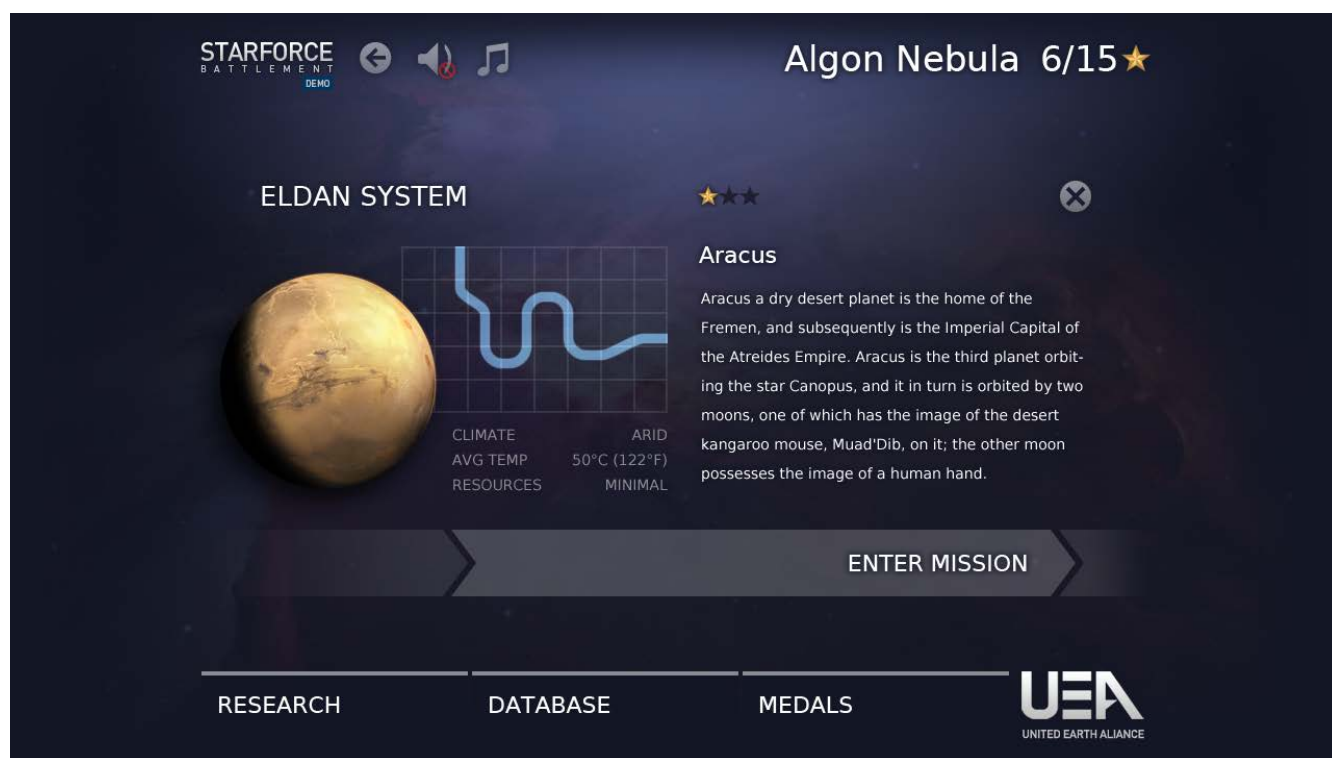 STARFORCE
BATTLEMENT
DEMO
Algon Nebula 6/15
ELDAN SYSTEM
Aracus
Aracus a dry desert planet is the home of the
Fremen, and subsequently is the Imperial Capital of
the Atreides Empire. Aracus is the third planet orbit-
ing the star Canopus, and it in turn is orbited by two
moons, one of which has the image of the desert
kangaroo mouse, Muad'Dib, on it; the other moon
possesses the image of a human hand.
CLIMATE ARID
AVG TEMP 50°C (122°F)
RESOURCES MINIMAL
ENTER MISSION
RESEARCH DATABASE MEDALS
UEA
UNITED EARTH ALIANCE